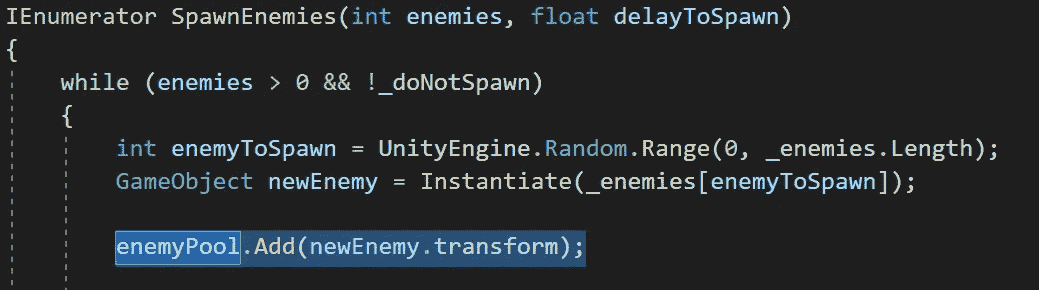 IEnumerator SpawnEnemies(int enemies, float delayToSpawn)
{
while (enemies > 0 && !_doNotSpawn)
{
int enemyToSpawn = UnityEngine.Random.Range(0, _enemies.Length);
GameObject newEnemy = Instantiate(_enemies[enemyToSpawn]);
enemyPool.Add(newEnemy.transform);